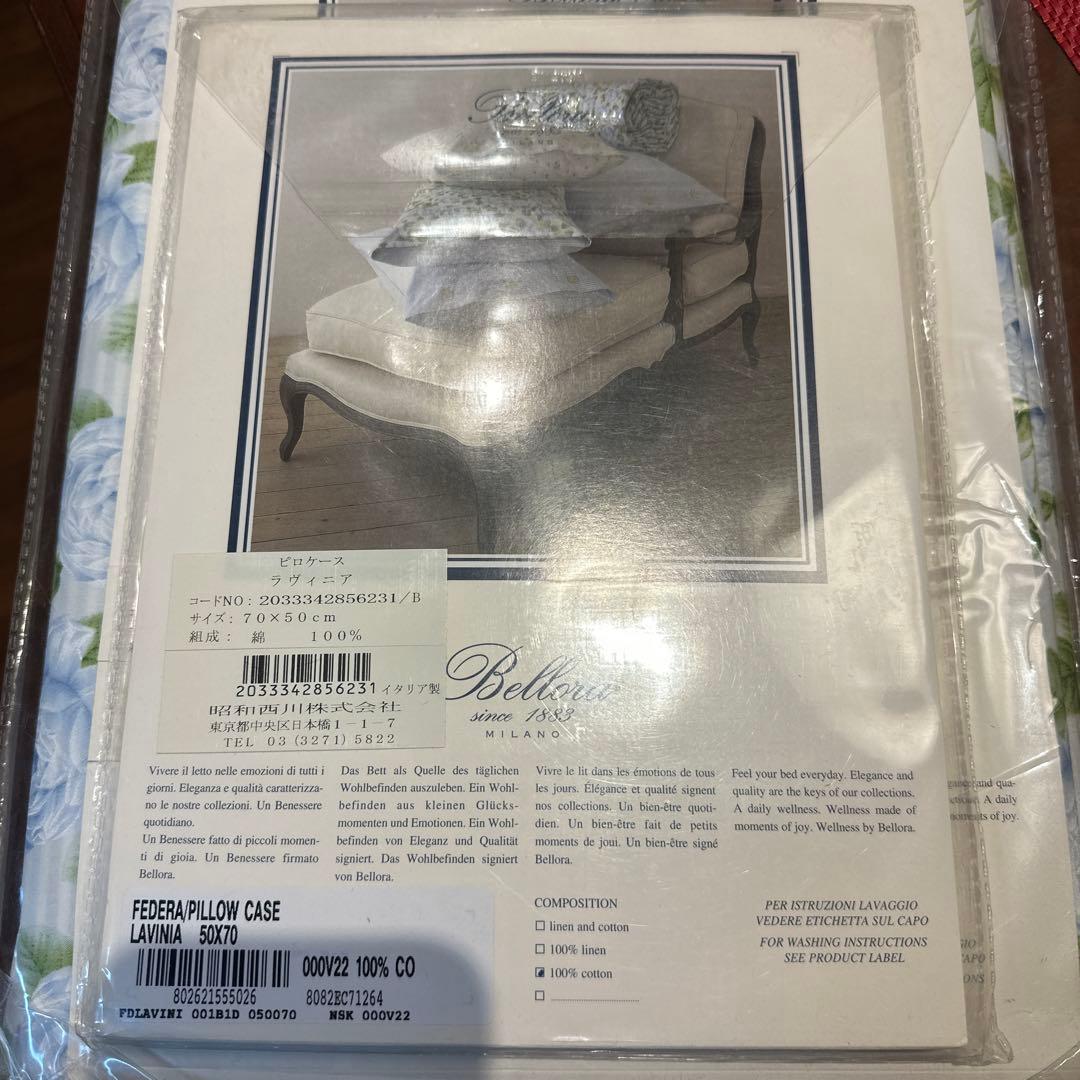 ピロケース
ラヴィニア
コードNO：2033342856231/B
サイズ：70×50cm
組成： 綿 100%
2033342856231 イタリア製
昭和西川株式会社
東京都中央区日本橋1-1-7
TEL 03 (3271) 5822
Bellora
since 1883
MILANO
Vivere il letto nelle emozioni di tutti i
giorni. Eleganza e qualità caratterizza-
no le nostre collezioni. Un Benessere
quotidiano.
Un Benessere fatto di piccoli momen-
ti di gioia. Un Benessere firmato
Bellora.
Das Bett als Quelle des täglichen
Wohlbefinden auszuleben. Ein Wohl-
befinden aus kleinen Glücks-
momenten und Emotionen. Ein Wohl-
befinden von Eleganz und Qualität
signiert. Das Wohlbefinden signiert
von Bellora.
Vivre le lit dans les émotions de tous
les jours. Élégance et qualité signent
nos collections. Un bien-être quoti-
dien. Un bien-être fait de petits
moments de joui. Un bien-être signé
Bellora.
Feel your bed everyday. Elegance and
quality are the keys of our collections.
A daily wellness. Wellness made of
moments of joy. Wellness by Bellora.
and qua-
A daily
of joy.
FEDERA/PILLOW CASE
LAVINIA 50X70
000V22 100% CO
802621555026 8082EC71264
FDLAVINI 001B1D 050070 NSK 000V22
COMPOSITION
linen and cotton
100% linen
100% cotton
PER ISTRUZIONI LAVAGGIO
VEDERE ETICHETTA SUL CAPO
FOR WASHING INSTRUCTIONS
SEE PRODUCT LABEL